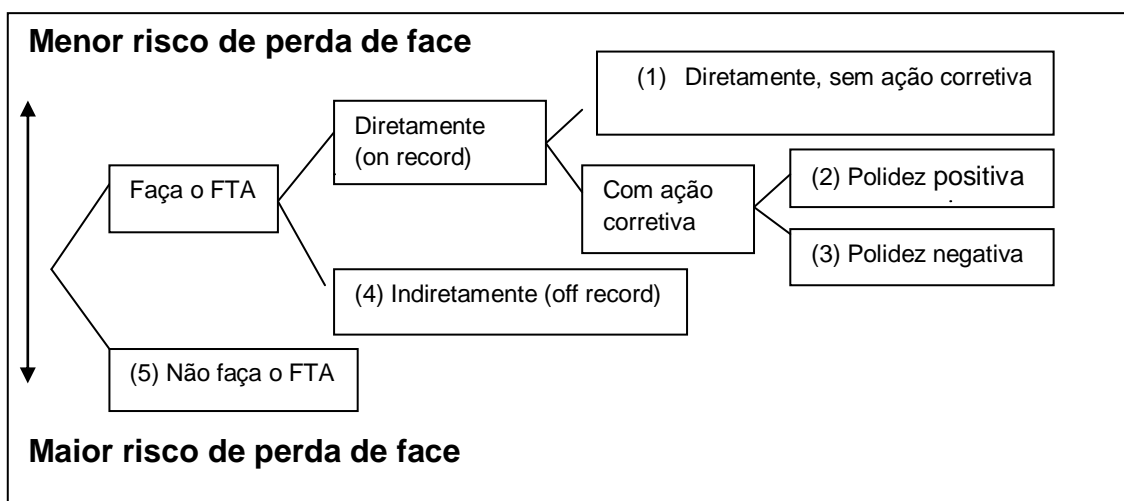 Menor risco de perda de face
(1) Diretamente, sem ação corretiva
Diretamente
(on record)
Faça o FTA
Com ação
corretiva
(2) Polidez positiva
(3) Polidez negativa
(4) Indiretamente (off record)
(5) Não faça o FTA
Maior risco de perda de face